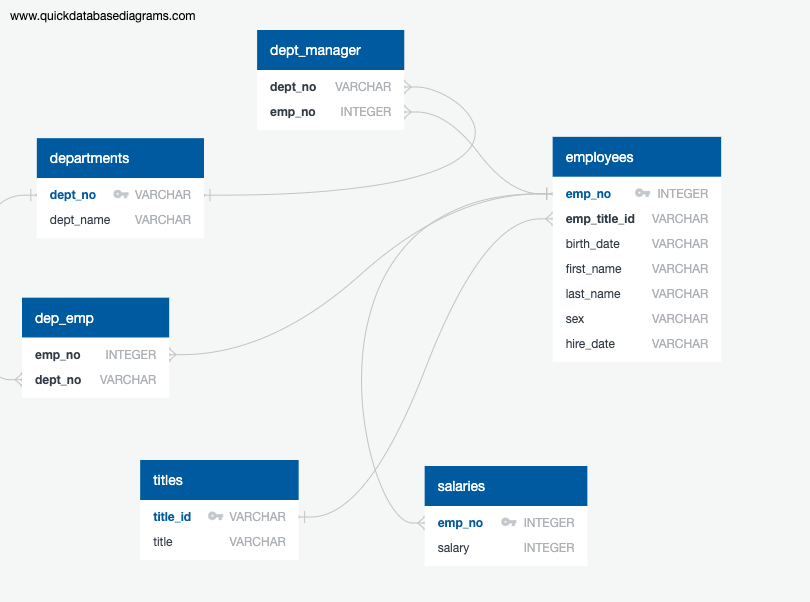 www.quickdatabasediagrams.com
dept_manager
dept_no VARCHAR
emp_no INTEGER
departments
dept_no VARCHAR
dept_name VARCHAR
employees
emp_no INTEGER
emp_title_id VARCHAR
birth_date VARCHAR
first_name VARCHAR
last_name VARCHAR
sex VARCHAR
hire_date VARCHAR
dep_emp
emp_no INTEGER
dept_no VARCHAR
titles
title_id VARCHAR
title VARCHAR
salaries
emp_no INTEGER
salary INTEGER